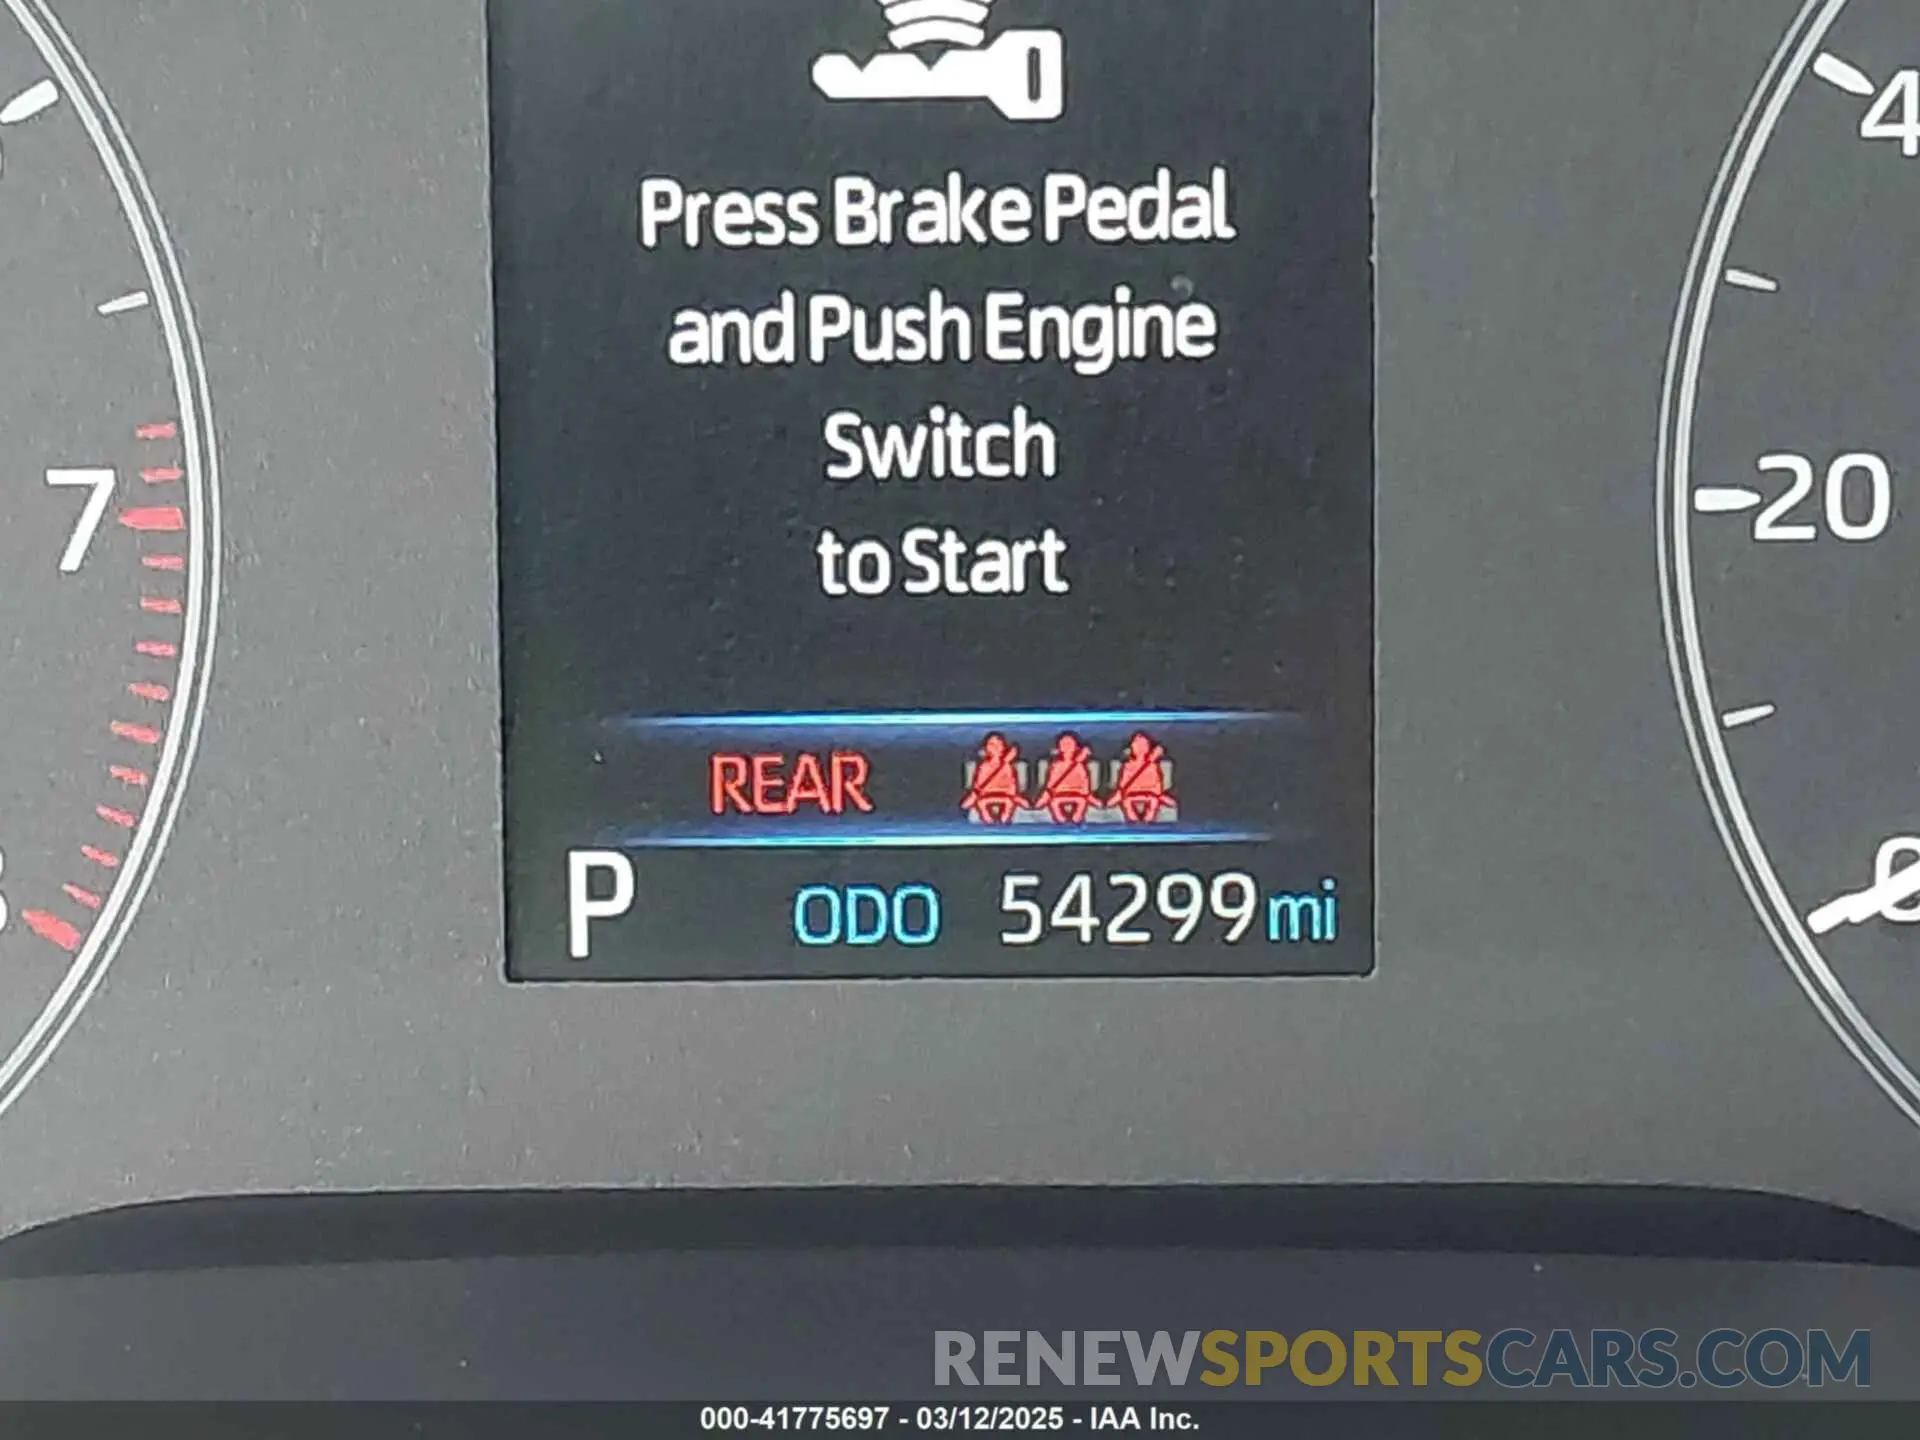 Press Brake Pedal
and Push Engine
Switch
to Start
7
4
20
REAR
P ODO 54299 mi
RENEWSPORTSCARS.COM
000-41775697 - 03/12/2025 - IAA Inc.